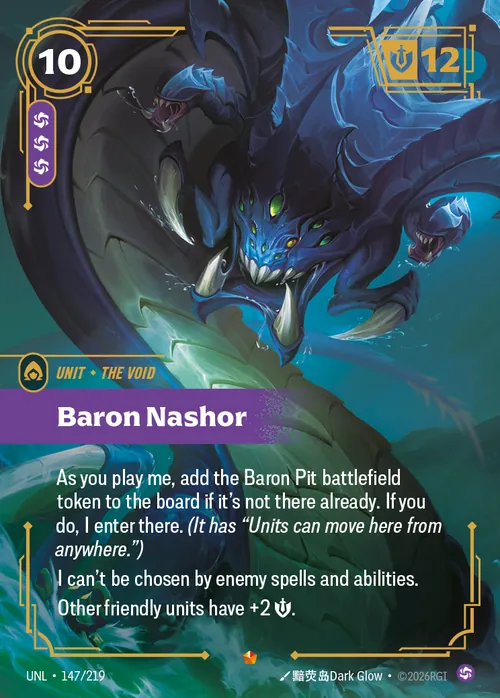 10
12
UNIT • THE VOID
Baron Nashor
As you play me, add the Baron Pit battlefield
token to the board if it's not there already. If you
do, I enter there. (It has "Units can move here from
anywhere.")
I can't be chosen by enemy spells and abilities.
Other friendly units have +2.
UNL • 147/219
黯荧岛Dark Glow • ©2026RGI